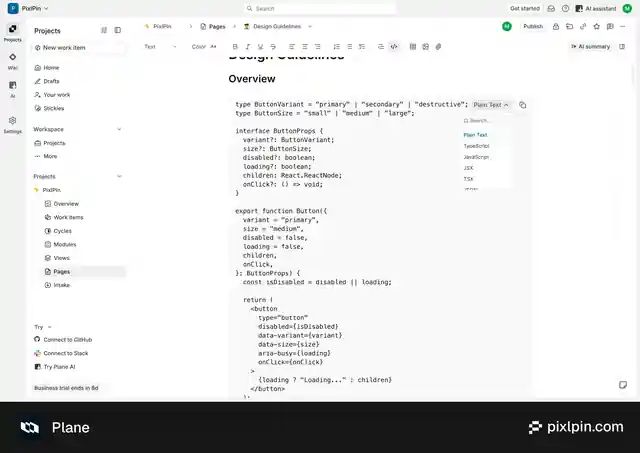 P PixlPin
Search
Get started
AI assistant
M
Projects
Wiki
AI
Settings
Projects
New work item
Home
Drafts
Your work
Stickies
Workspace
Projects
More
Projects
PixlPin
Overview
Work items
Cycles
Modules
Views
Pages
Intake
Try
Connect to GitHub
Connect to Slack
Try Plane AI
Business trial ends in 8d
PixlPin > Pages > Design Guidelines
M Publish
Text
Color Aa
B I U S
AI summary
Design Guidelines
Overview
type ButtonVariant = "primary" | "secondary" | "destructive";
type ButtonSize = "small" | "medium" | "large";
interface ButtonProps {
variant?: ButtonVariant;
size?: ButtonSize;
disabled?: boolean;
loading?: boolean;
children: React.ReactNode;
onClick?: () => void;
}
export function Button({
variant = "primary",
size = "medium",
disabled = false,
loading = false,
children,
onClick,
}: ButtonProps) {
const isDisabled = disabled || loading;
return (
<button
type="button"
disabled={isDisabled}
data-variant={variant}
data-size={size}
aria-busy={loading}
onClick={onClick}
>
{loading ? "Loading..." : children}
</button>
);
Plain Text
Search...
Plain Text
TypeScript
JavaScript
JSX
TSX
Plane
pixlpin.com